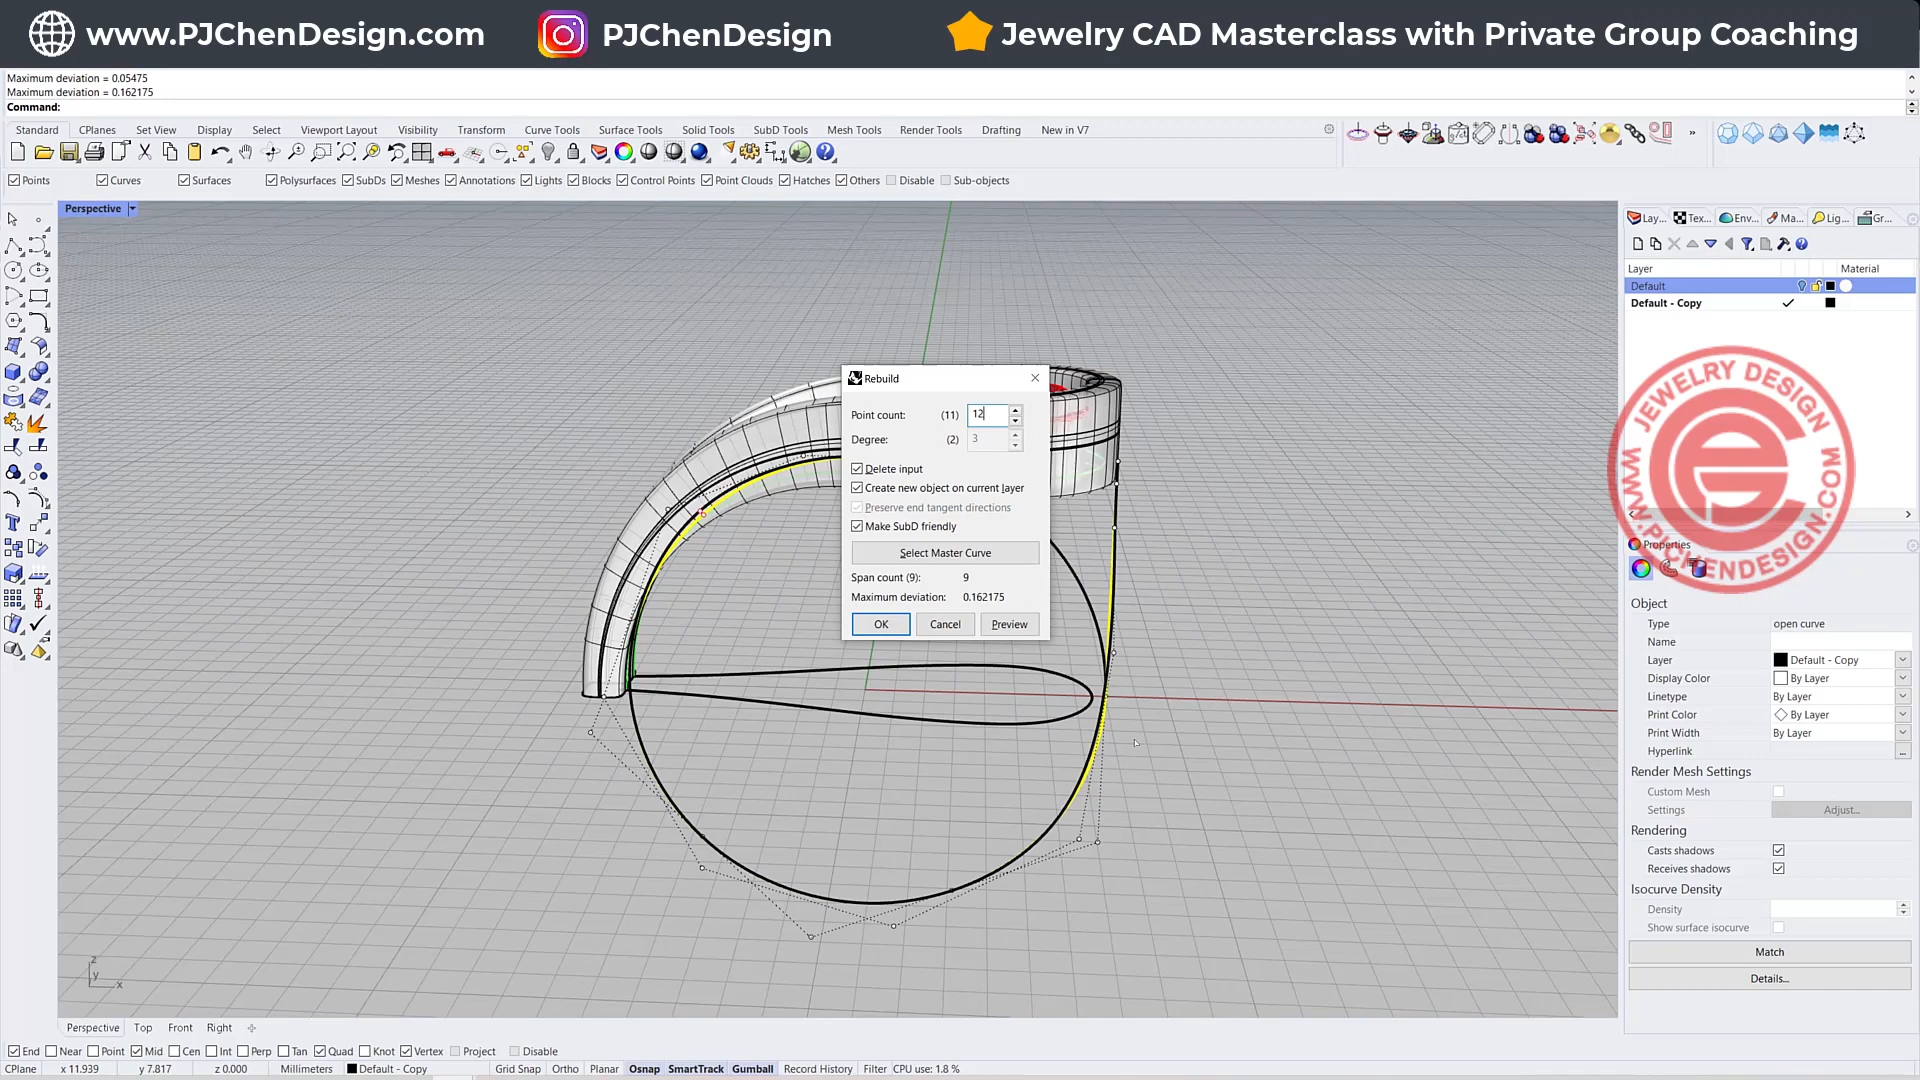 www.PJChenDesign.com PJChenDesign Jewelry CAD Masterclass with Private Group Coaching
Maximum deviation = 0.05475
Maximum deviation = 0.162175
Command:
Standard CPlanes Set View Display Select Viewport Layout Visibility Transform Curve Tools Surface Tools Solid Tools SubD Tools Mesh Tools Render Tools Drafting New in V7
Points Curves Surfaces Polysurfaces SubDs Meshes Annotations Lights Blocks Control Points Point Clouds Hatches Others Disable Sub-objects
Perspective
Lay... Tex... Env... Ma... Lig... Gr...
Layer Material
Default
Default - Copy
Rebuild
Point count: (11) 12
Degree: (2) 3
Delete input
Create new object on current layer
Preserve end tangent directions
Make SubD friendly
Select Master Curve
Span count (9): 9
Maximum deviation: 0.162175
OK Cancel Preview
JEWELRY DESIGN
WWW.PJCHENDESIGN.COM
Properties
Object
Type open curve
Name
Layer Default - Copy
Display Color By Layer
Linetype By Layer
Print Color By Layer
Print Width By Layer
Hyperlink ...
Render Mesh Settings
Custom Mesh
Settings Adjust...
Rendering
Casts shadows
Receives shadows
Isocurve Density
Density
Show surface isocurve
Match
Details...
z
y
x
Perspective Top Front Right
End Near Point Mid Cen Int Perp Tan Quad Knot Vertex Project Disable
CPlane x 11.939 y 7.817 z 0.000 Millimeters Default - Copy Grid Snap Ortho Planar Osnap SmartTrack Gumball Record History Filter CPU use: 1.8 %